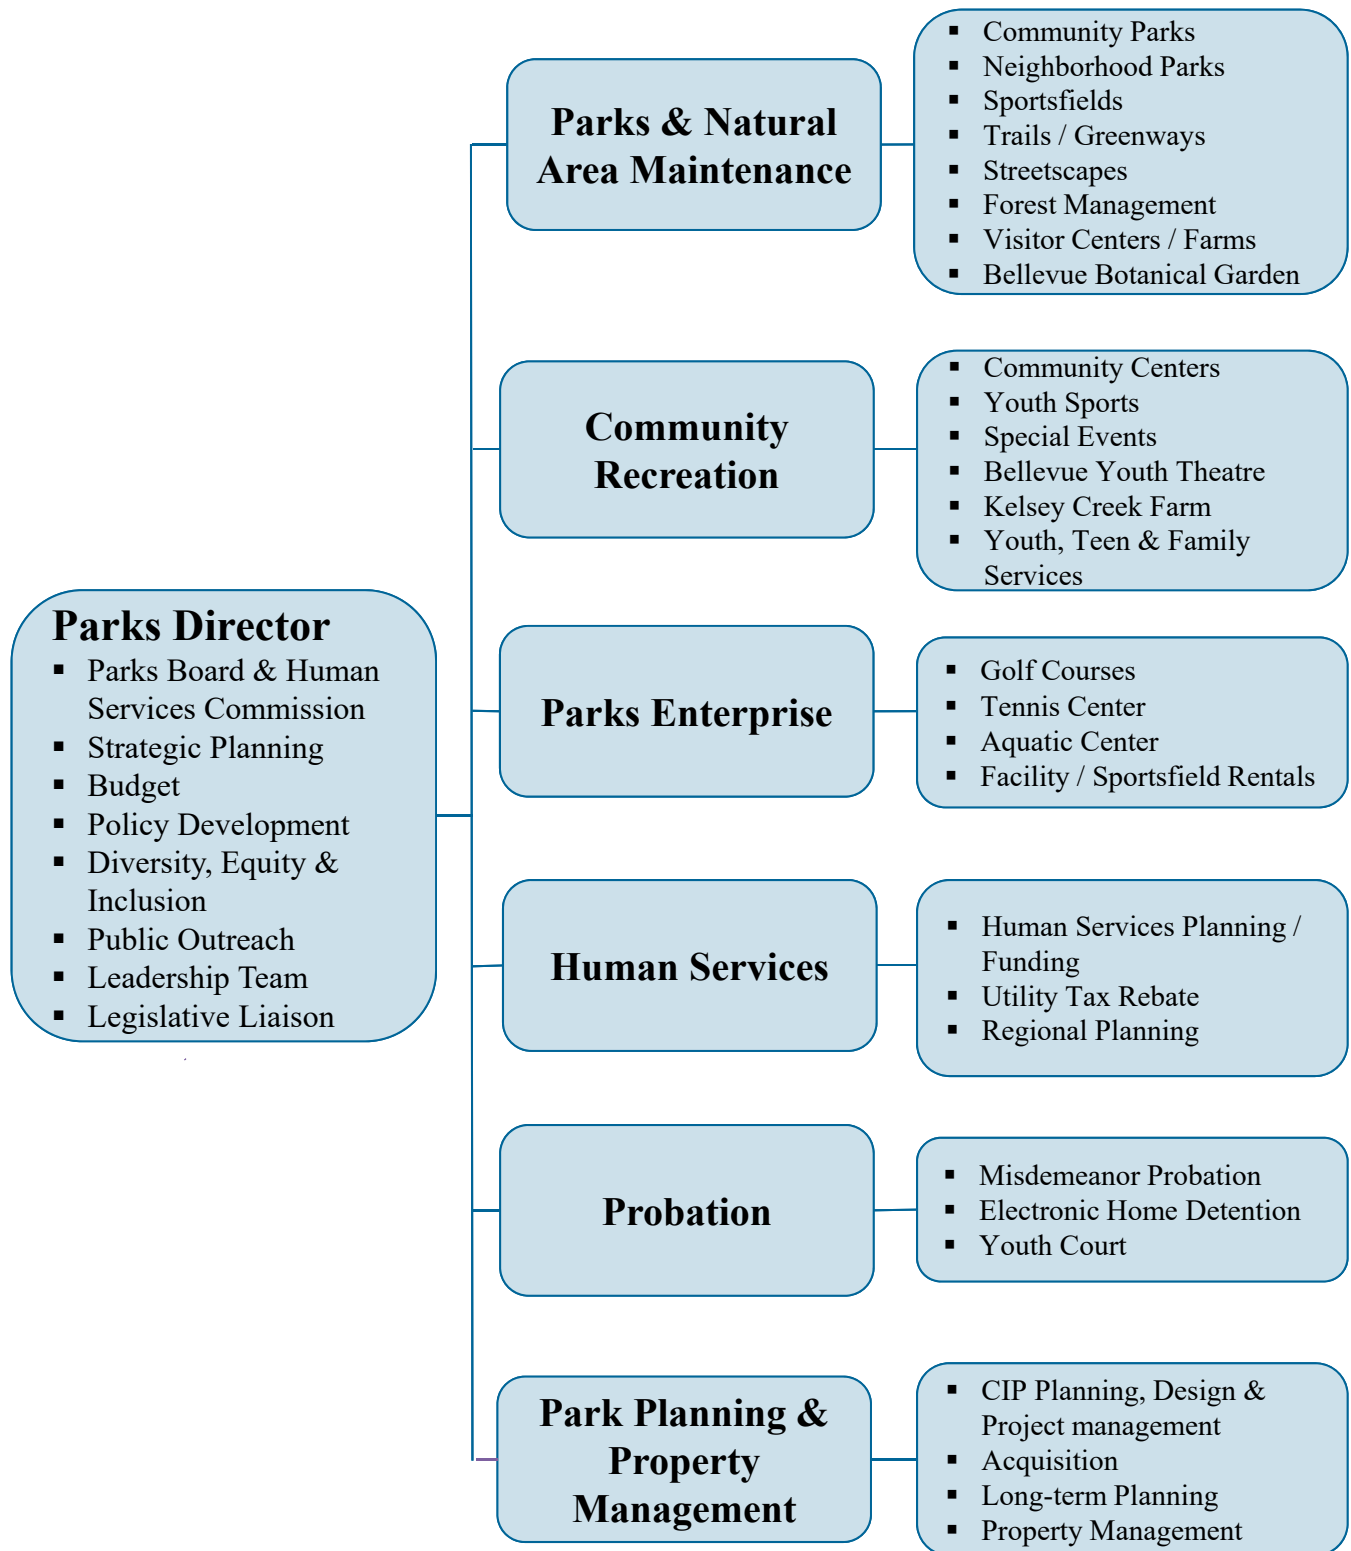 Parks Director
▪ Parks Board & Human
Services Commission
▪ Strategic Planning
▪ Budget
▪ Policy Development
▪ Diversity, Equity &
Inclusion
▪ Public Outreach
▪ Leadership Team
▪ Legislative Liaison
Parks & Natural
Area Maintenance
▪ Community Parks
▪ Neighborhood Parks
▪ Sportsfields
▪ Trails / Greenways
▪ Streetscapes
▪ Forest Management
▪ Visitor Centers / Farms
▪ Bellevue Botanical Garden
Community
Recreation
▪ Community Centers
▪ Youth Sports
▪ Special Events
▪ Bellevue Youth Theatre
▪ Kelsey Creek Farm
▪ Youth, Teen & Family
Services
Parks Enterprise
▪ Golf Courses
▪ Tennis Center
▪ Aquatic Center
▪ Facility / Sportsfield Rentals
Human Services
▪ Human Services Planning /
Funding
▪ Utility Tax Rebate
▪ Regional Planning
Probation
▪ Misdemeanor Probation
▪ Electronic Home Detention
▪ Youth Court
Park Planning &
Property
Management
▪ CIP Planning, Design &
Project management
▪ Acquisition
▪ Long-term Planning
▪ Property Management